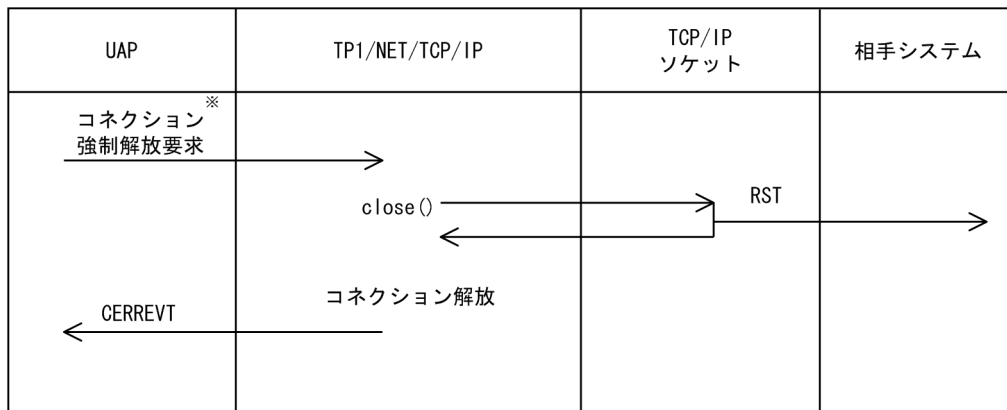 UAP
TP1/NET/TCP/IP
TCP/IP
ソケット
相手システム
コネクション※
強制解放要求
close()
RST
コネクション解放
CERREVT